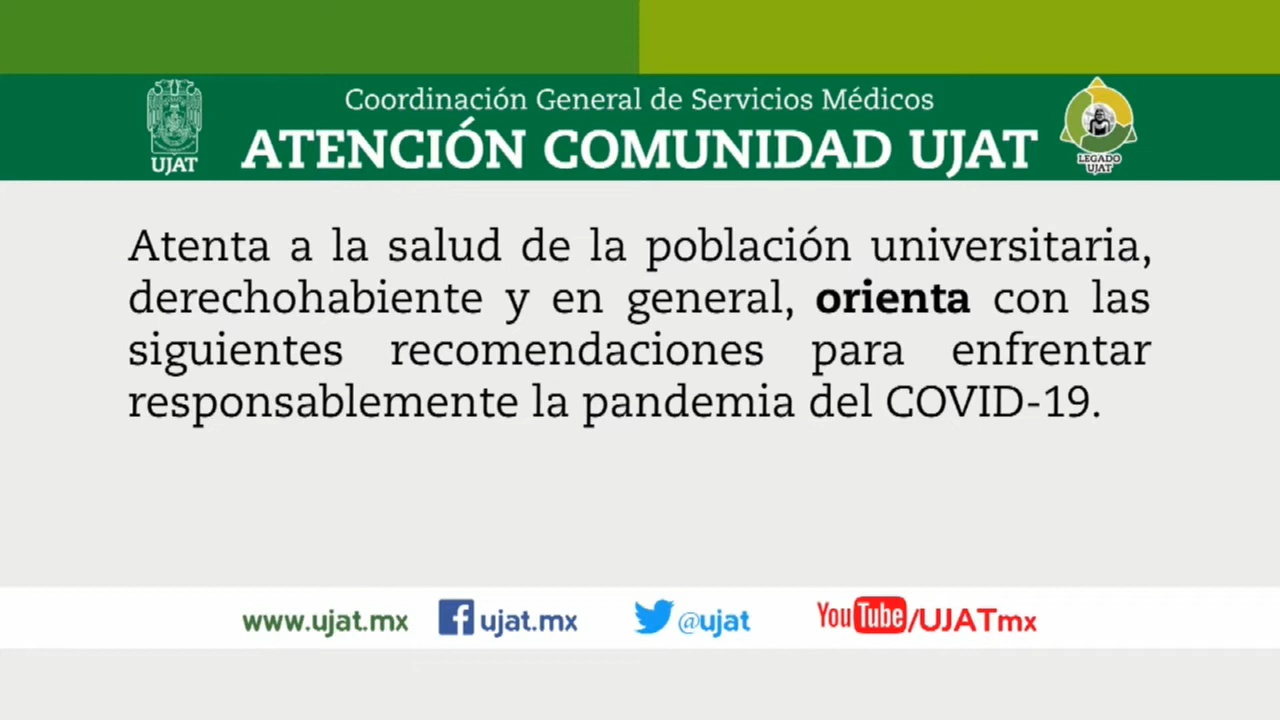 Coordinación General de Servicios Médicos
ATENCIÓN COMUNIDAD UJAT
UJAT
LEGADO
UJAT
Atenta a la salud de la población universitaria,
derechohabiente y en general, orienta con las
siguientes recomendaciones para enfrentar
responsablemente la pandemia del COVID-19.
www.ujat.mx ujat.mx @ujat YouTube/UJATmx